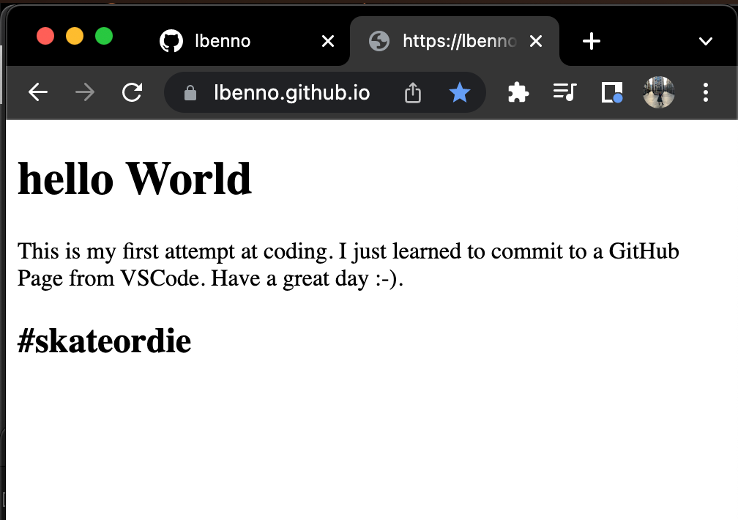 lbenno
https://lbenno
lbenno.github.io
hello World
This is my first attempt at coding. I just learned to commit to a GitHub
Page from VSCode. Have a great day :-).
#skateordie